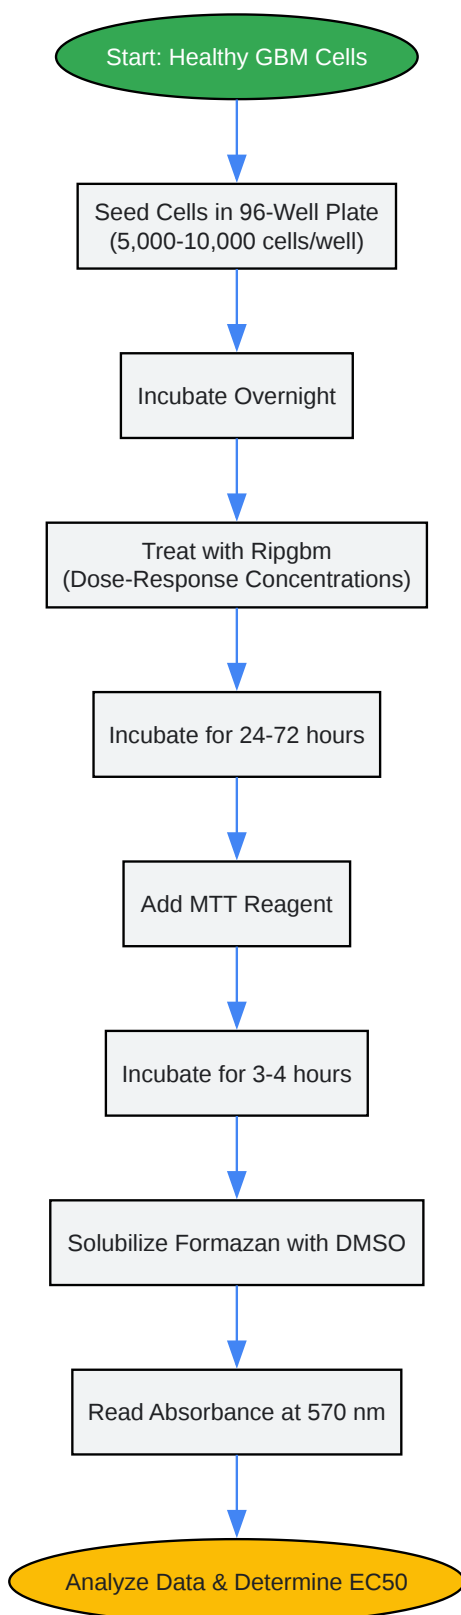 Start: Healthy GBM Cells
Seed Cells in 96-Well Plate
(5,000-10,000 cells/well)
Incubate Overnight
Treat with Ripgbm
(Dose-Response Concentrations)
Incubate for 24-72 hours
Add MTT Reagent
Incubate for 3-4 hours
Solubilize Formazan with DMSO
Read Absorbance at 570 nm
Analyze Data & Determine EC50